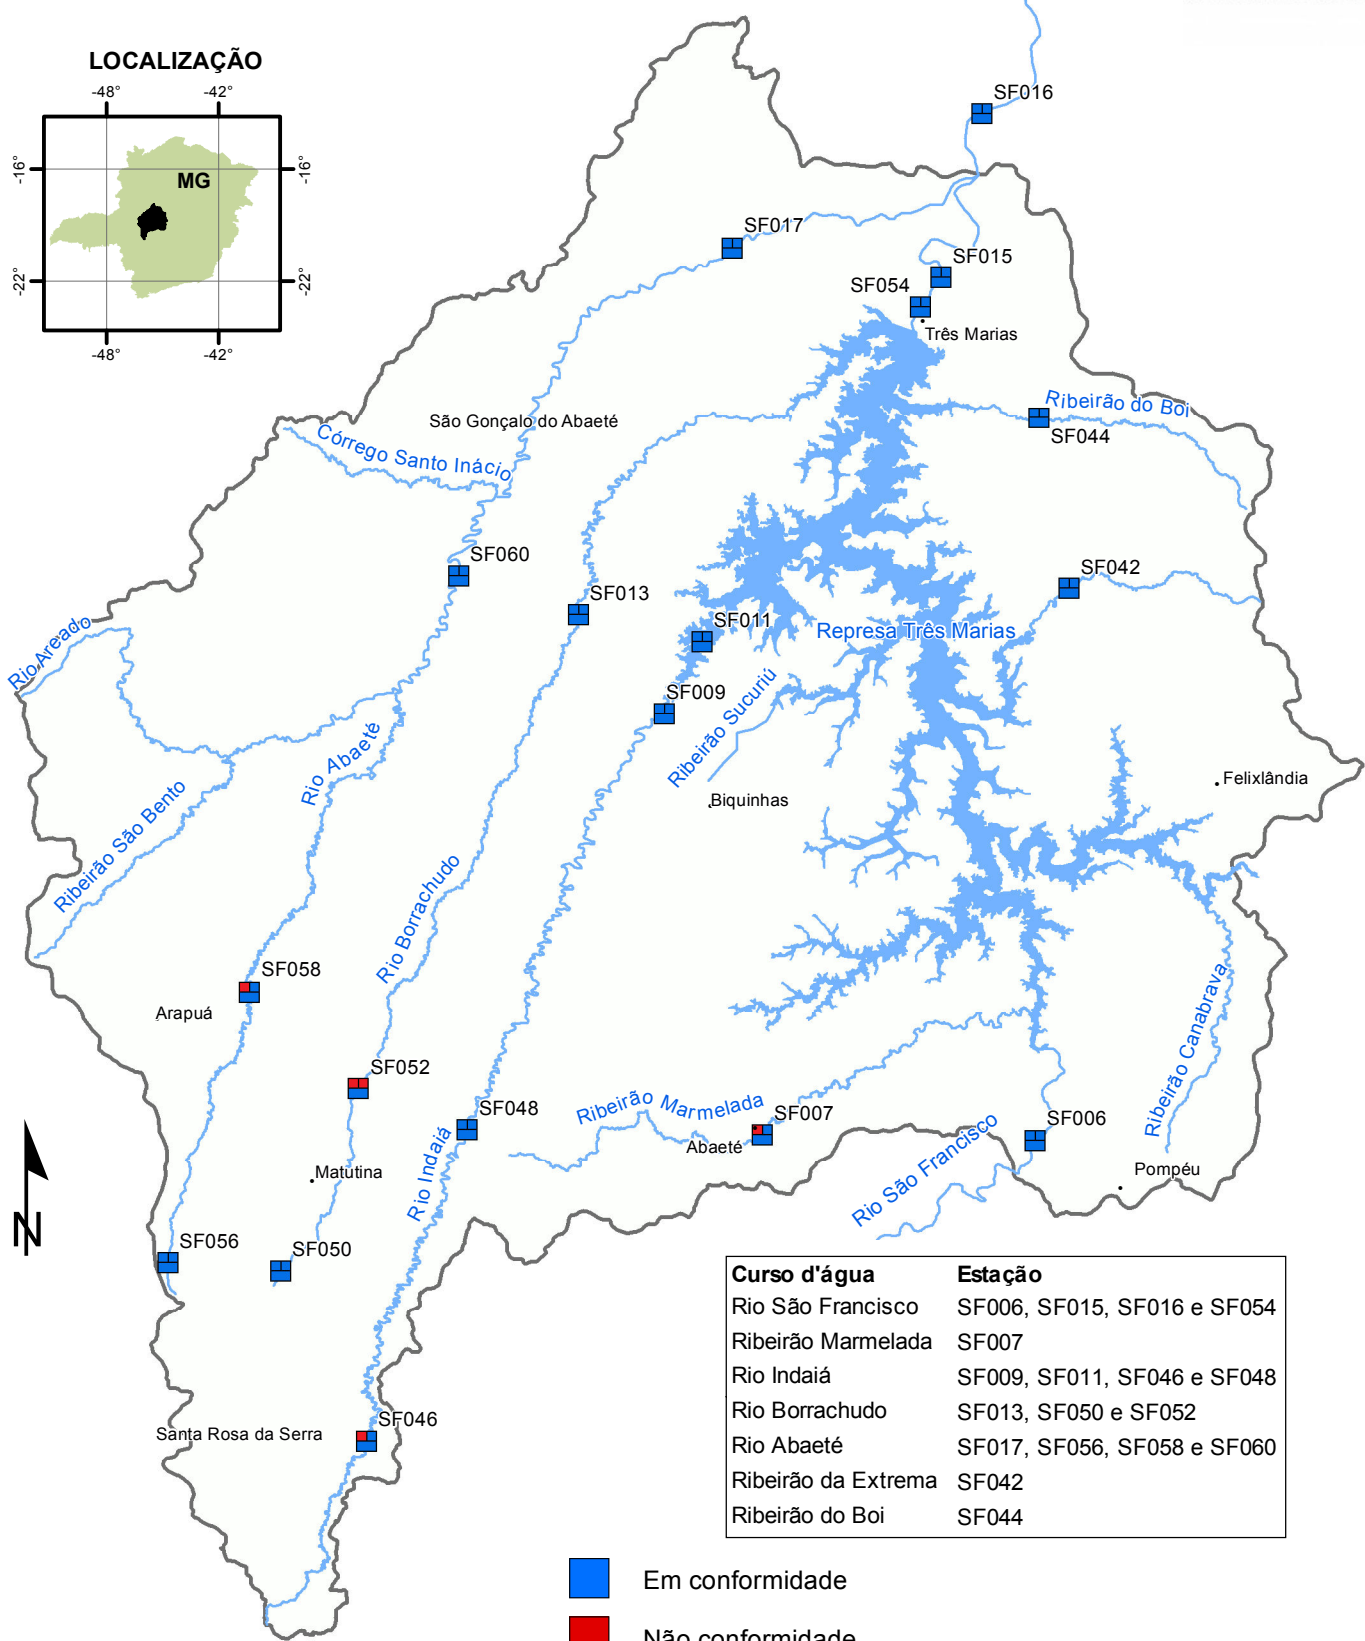 LOCALIZAÇÃO
-48°
-42°
-16°
-16°
MG
-22°
-22°
-48°
-42°
SF016
SF017
SF015
SF054
Três Marias
Ribeirão do Boi
SF044
São Gonçalo do Abaeté
Córrego Santo Inácio
SF060
SF042
SF013
SF011
Represa Três Marias
Rio Areado
SF009
Ribeirão Sucuriú
Rio Abaeté
Felixlândia
Biquinhas
Ribeirão São Bento
Rio Borrachudo
SF058
Arapuá
Ribeirão Canabrava
SF052
SF048
Ribeirão Marmelada
SF007
SF006
Abaeté
Rio São Francisco
Pompéu
Matutina
Rio Indaiá
N
SF056
SF050
Curso d'água Estação
Rio São Francisco SF006, SF015, SF016 e SF054
Ribeirão Marmelada SF007
Rio Indaiá SF009, SF011, SF046 e SF048
Rio Borrachudo SF013, SF050 e SF052
Rio Abaeté SF017, SF056, SF058 e SF060
Ribeirão da Extrema SF042
Ribeirão do Boi SF044
SF046
Santa Rosa da Serra
Em conformidade
Não conformidade